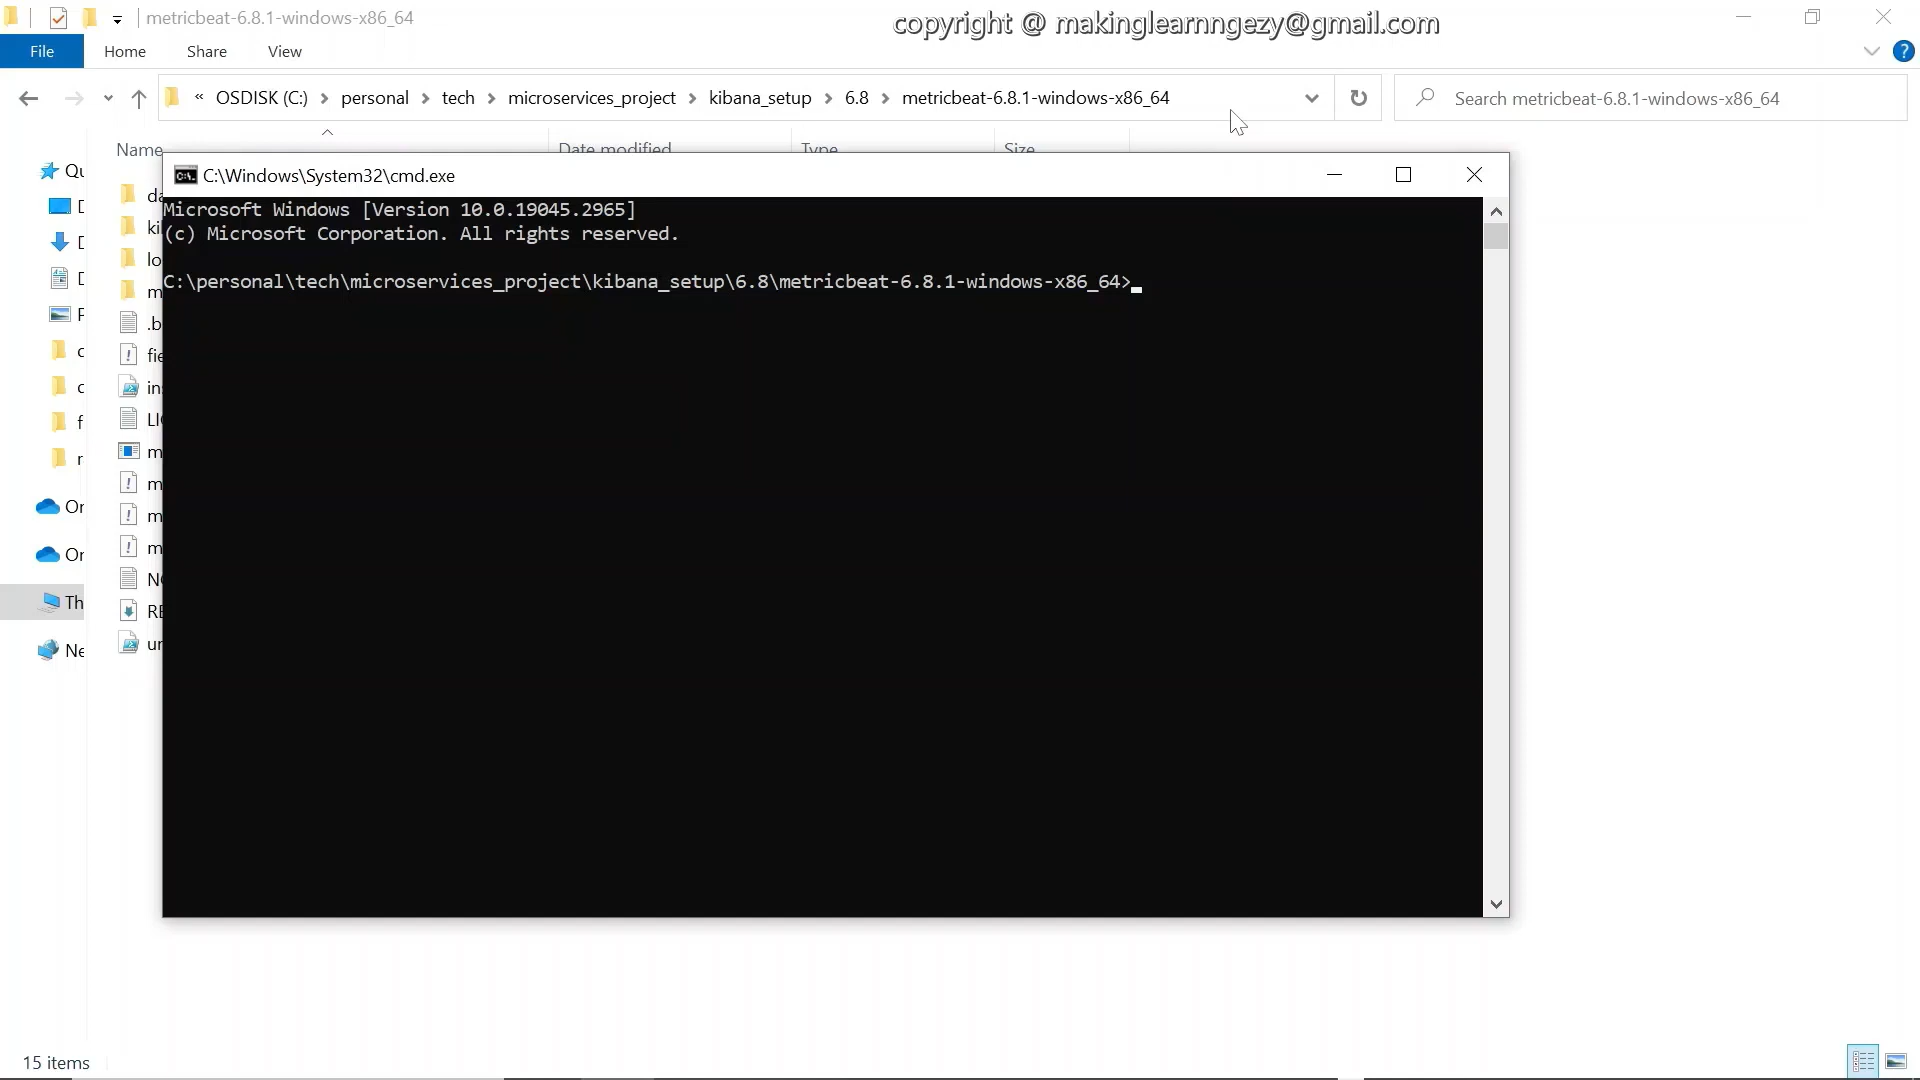 metricbeat-6.8.1-windows-x86_64
copyright @ makinglearnngezy@gmail.com
File Home Share View
« OSDISK (C:) personal tech microservices_project kibana_setup 6.8 metricbeat-6.8.1-windows-x86_64
Search metricbeat-6.8.1-windows-x86_64
Name Date modified Type Size
C:\Windows\System32\cmd.exe
Microsoft Windows [Version 10.0.19045.2965]
(c) Microsoft Corporation. All rights reserved.
C:\personal\tech\microservices_project\kibana_setup\6.8\metricbeat-6.8.1-windows-x86_64>
15 items